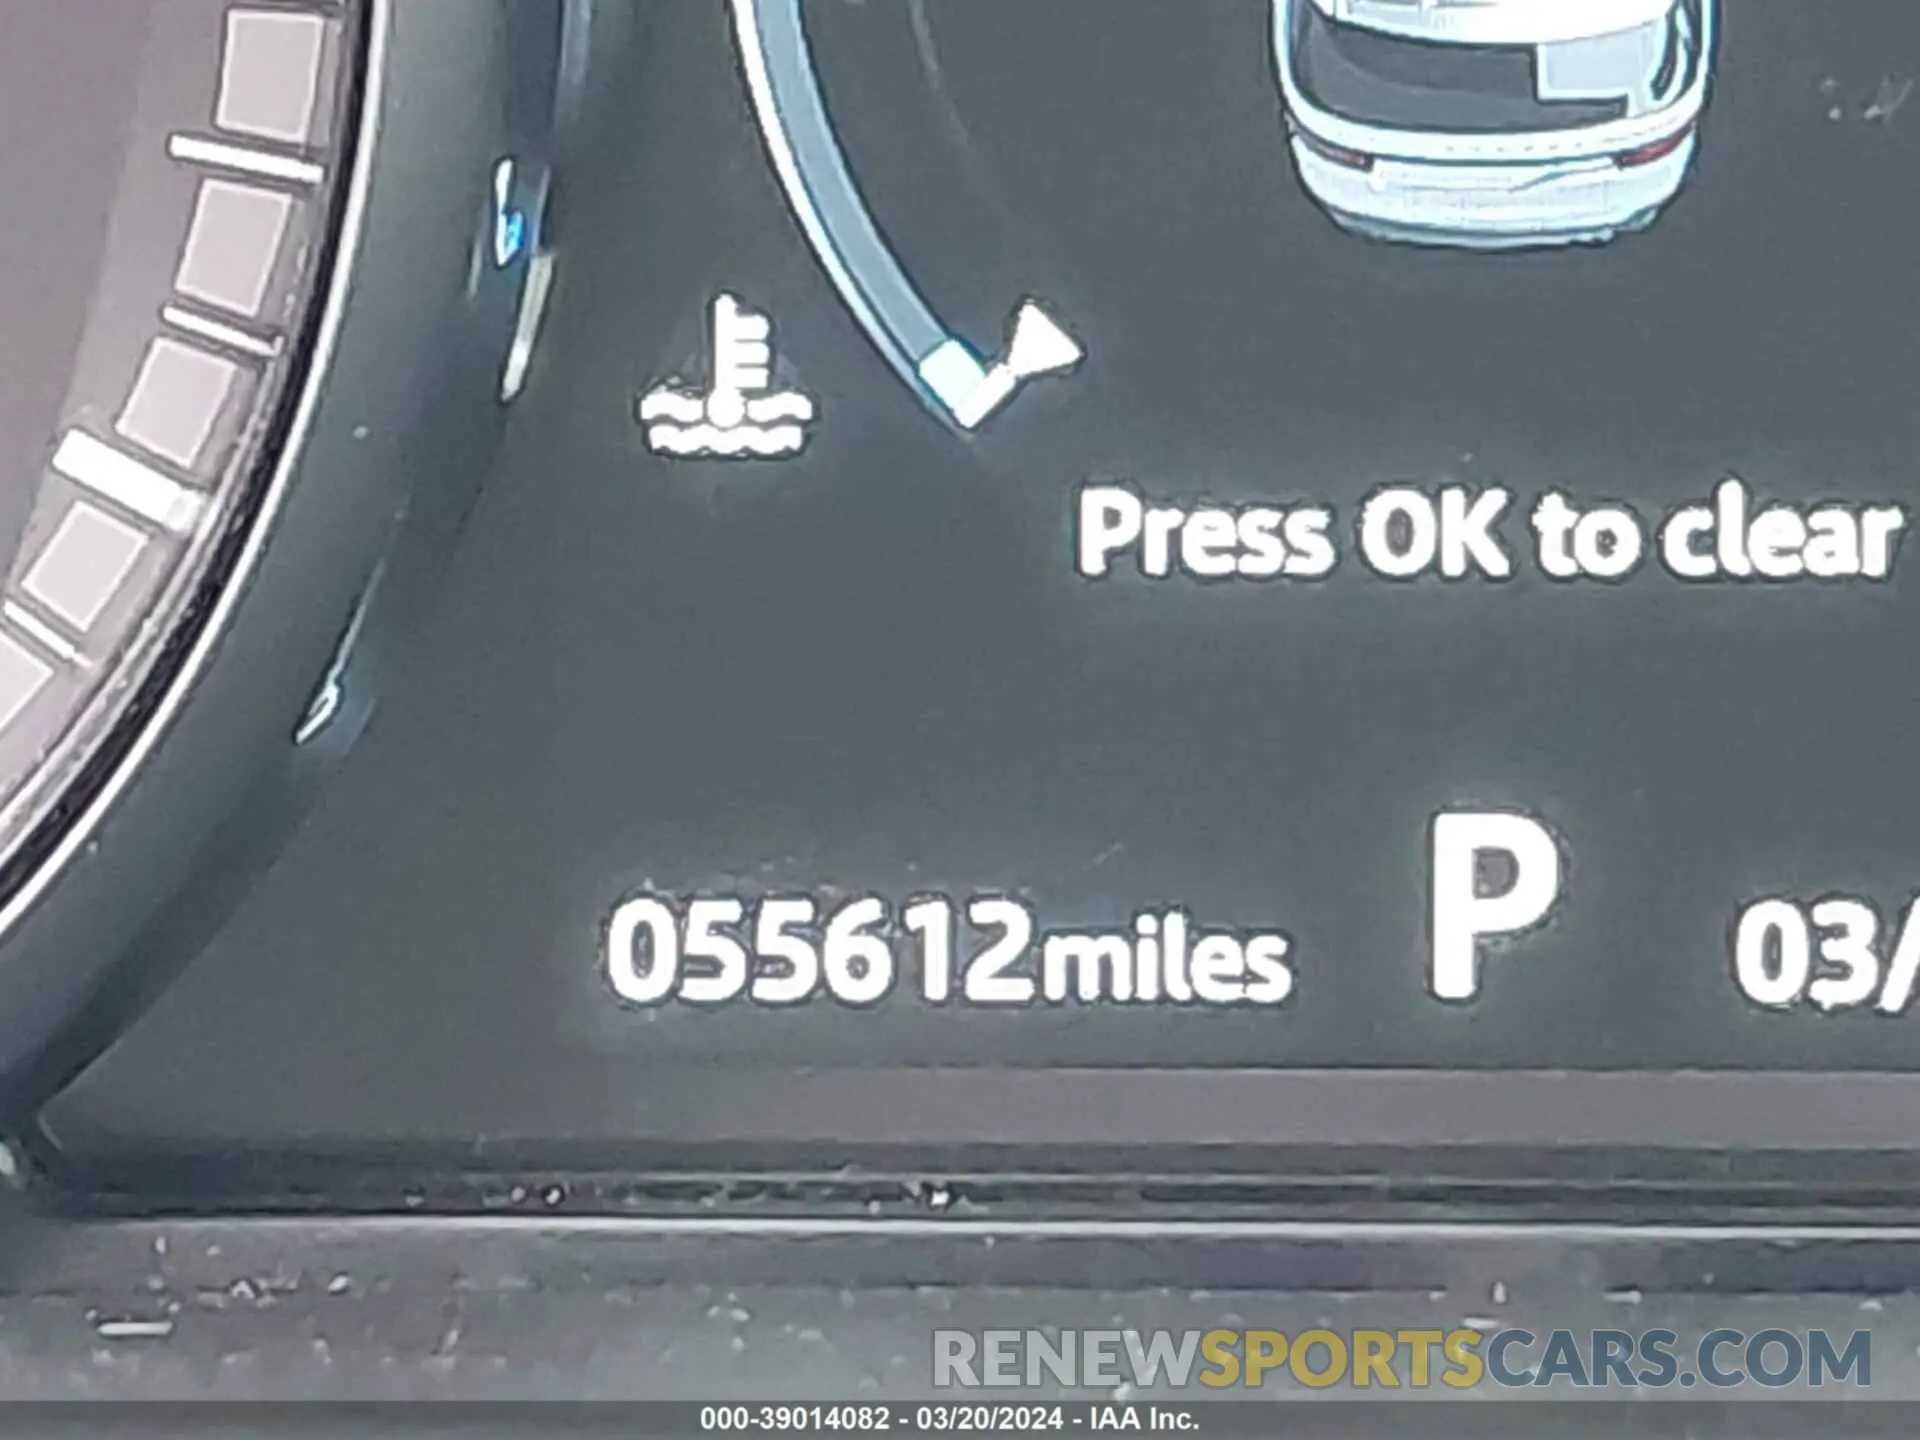 Press OK to clear
055612miles P 03/
RENEWSPORTSCARS.COM
000-39014082 - 03/20/2024 - IAA Inc.